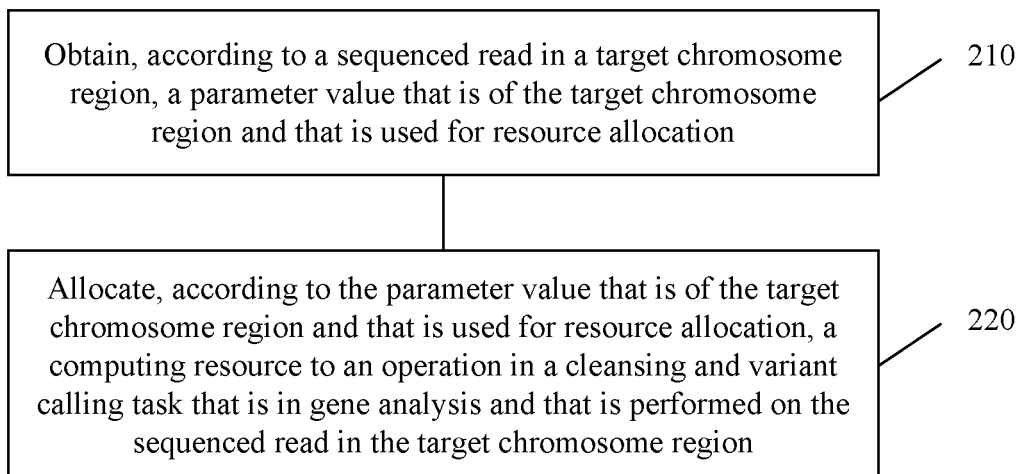 Obtain, according to a sequenced read in a target chromosome
region, a parameter value that is of the target chromosome
region and that is used for resource allocation
210
Allocate, according to the parameter value that is of the target
chromosome region and that is used for resource allocation, a
computing resource to an operation in a cleansing and variant
calling task that is in gene analysis and that is performed on the
sequenced read in the target chromosome region
220